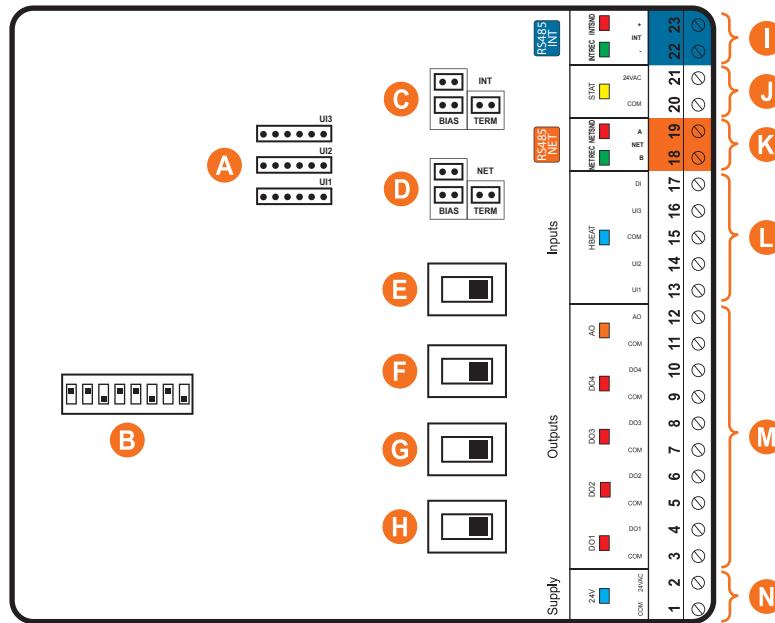 C
INT
BIAS
TERM
A
UI3
UI2
UI1
D
NET
BIAS
TERM
E
F
G
H
B
RS485
INT
INTREC
INTSND
+
INT
-
23
22
I
STAT
24VAC
COM
21
20
J
RS485
NET
NETREC
NETSND
A
NET
B
19
18
K
Inputs
HBEAT
DI
UI3
COM
UI2
UI1
17
16
15
14
13
L
Outputs
AO
DO4
DO3
DO2
DO1
AO
COM
DO4
COM
DO3
COM
DO2
COM
DO1
COM
12
11
10
9
8
7
6
5
4
3
M
Supply
24V
24VAC
COM
2
1
N